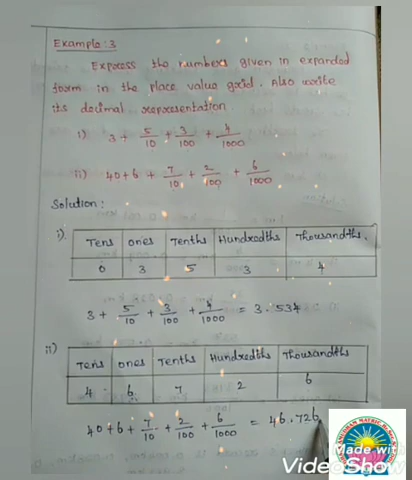 Example:3
Express the numbers given in expanded
form in the place value grid. Also write
its decimal representation.
i) 3 + 5/10 + 3/100 + 4/1000
ii) 40+6 + 7/10 + 2/100 + 6/1000
Solution:
i)
Tens ones Tenths Hundredths Thousandths.
0 3 5 3 4
3 + 5/10 + 3/100 + 4/1000 = 3.534
ii)
Tens ones Tenths Hundredths Thousandths
4 6 7 2 6
40+6+ 7/10 + 2/100 + 6/1000 = 46.726
Made with
VideoShow